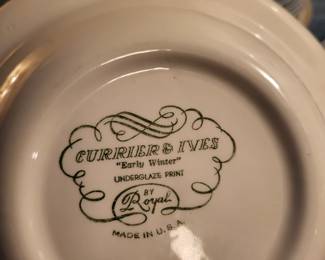 CURRIER & IVES
"Early Winter"
UNDERGLAZE PRINT
BY
Royal
MADE IN U.S.A.